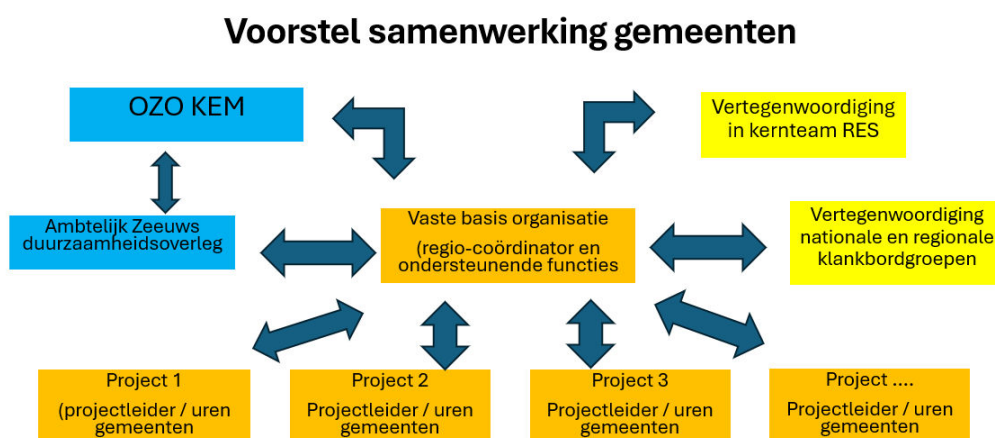 Voorstel samenwerking gemeenten
OZO KEM
Vertegenwoordiging
in kernteam RES
Ambtelijk Zeeuws
duurzaamheidsoverleg
Vaste basis organisatie
(regio-coördinator en
ondersteunende functies
Vertegenwoordiging
nationale en regionale
klankbordgroepen
Project 1
(projectleider / uren
gemeenten
Project 2
Projectleider / uren
gemeenten
Project 3
Projectleider / uren
gemeenten
Project ....
Projectleider / uren
gemeenten